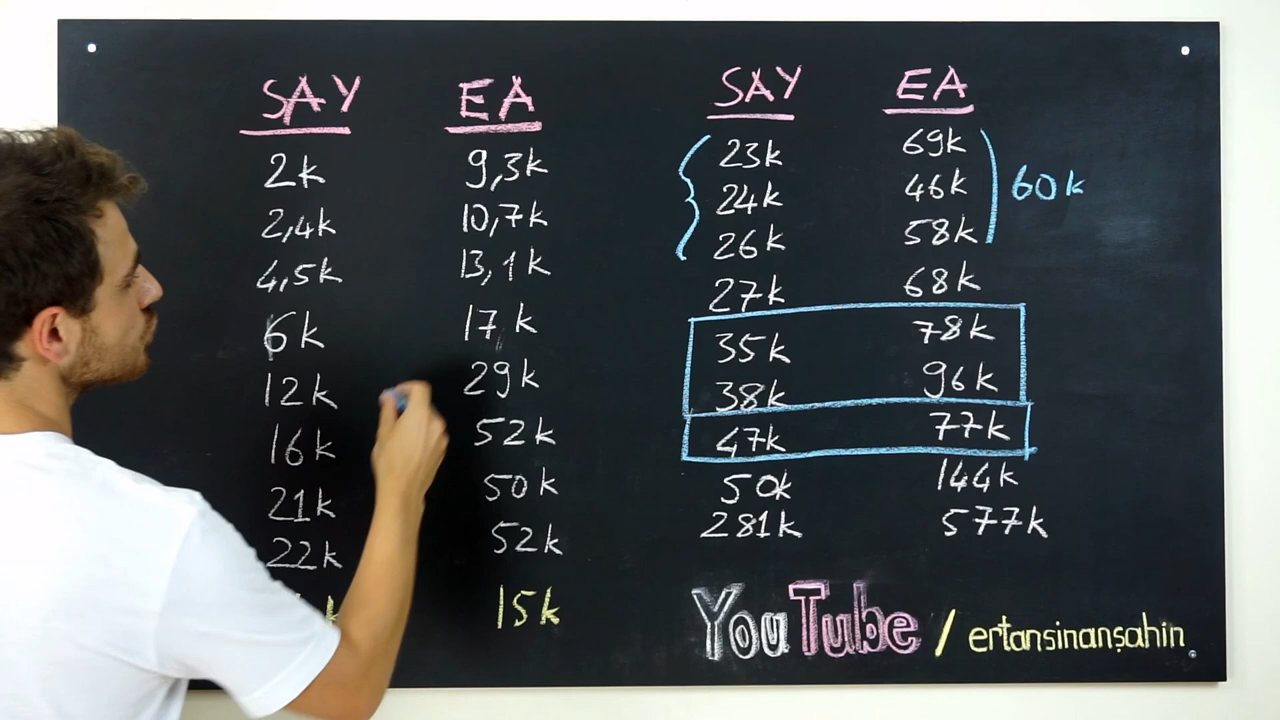 SAY EA
2k 9,3k
2,4k 10,7k
4,5k 13,1k
6k 17k
12k 29k
16k 52k
21k 50k
22k 52k
15k
SAY EA
23k 69k
24k 46k 60k
26k 58k
27k 68k
35k 78k
38k 96k
47k 77k
50k 144k
281k 577k
YouTube / ertansinanşahin